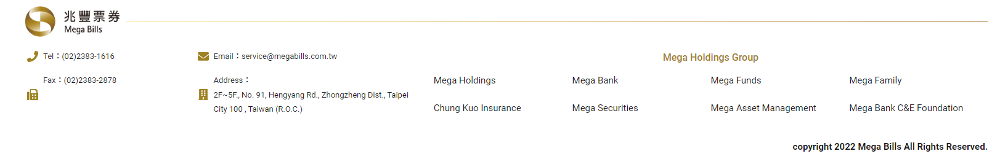 兆豐票券
Mega Bills
Tel：(02)2383-1616
Fax：(02)2383-2878
Email：service@megabills.com.tw
Address：
2F~5F., No. 91, Hengyang Rd., Zhongzheng Dist., Taipei
City 100 , Taiwan (R.O.C.)
Mega Holdings Group
Mega Holdings
Mega Bank
Mega Funds
Mega Family
Chung Kuo Insurance
Mega Securities
Mega Asset Management
Mega Bank C&E Foundation
copyright 2022 Mega Bills All Rights Reserved.